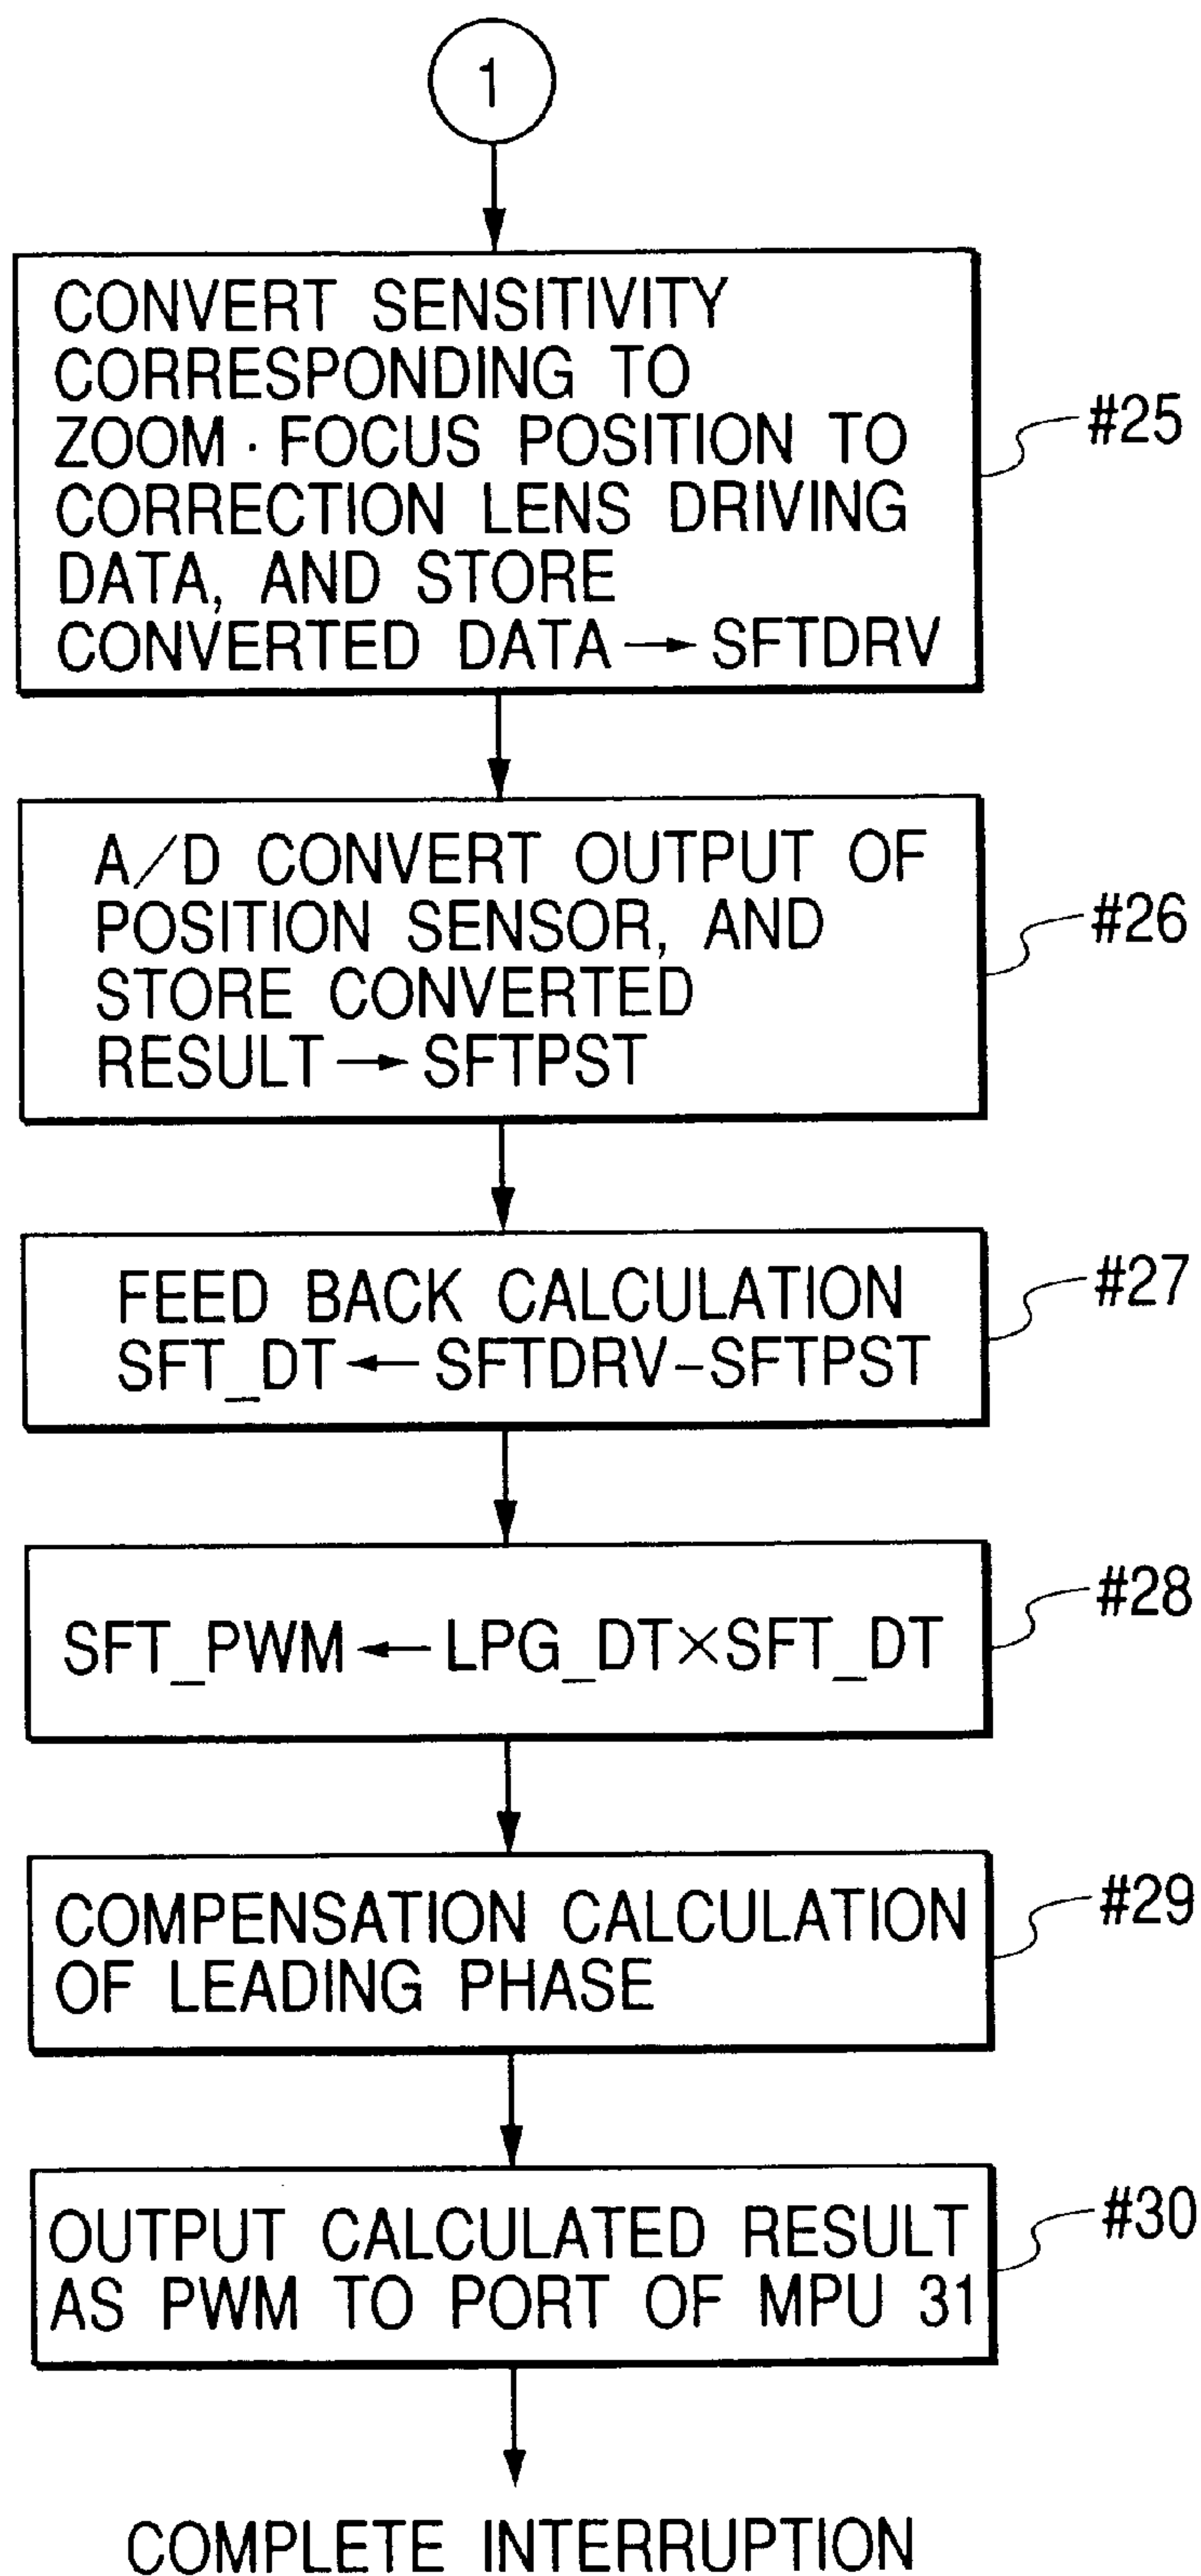 1
CONVERT SENSITIVITY
CORRESPONDING TO
ZOOM · FOCUS POSITION TO
CORRECTION LENS DRIVING
DATA, AND STORE
CONVERTED DATA → SFTDRV
#25
A/D CONVERT OUTPUT OF
POSITION SENSOR, AND
STORE CONVERTED
RESULT → SFTPST
#26
FEED BACK CALCULATION
SFT_DT ← SFTDRV–SFTPST
#27
SFT_PWM ← LPG_DT×SFT_DT
#28
COMPENSATION CALCULATION
OF LEADING PHASE
#29
OUTPUT CALCULATED RESULT
AS PWM TO PORT OF MPU 31
#30
COMPLETE INTERRUPTION